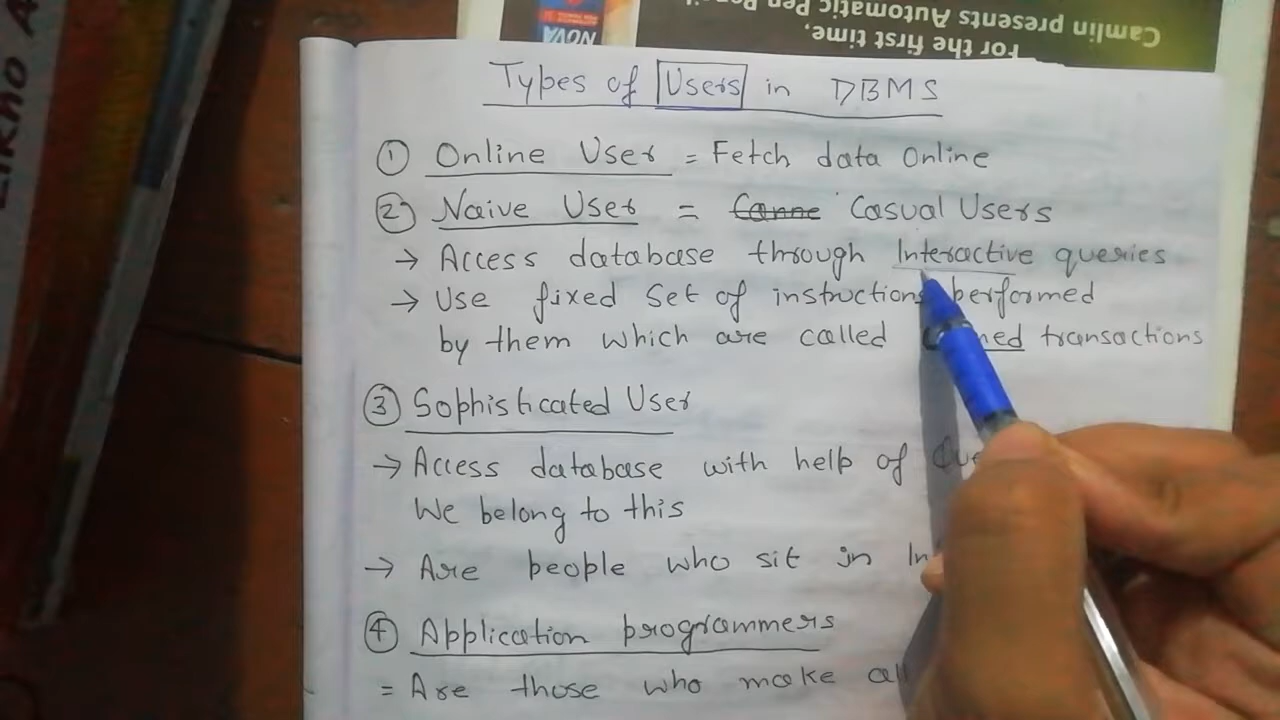 Camlin presents Automatic Pen
For the first time,
NOVA
Types of Users in DBMS
① Online User = Fetch data Online
② Naive User = Casual Users
→ Access database through Interactive queries
→ Use fixed set of instructions performed
by them which are called transactions
③ Sophisticated User
→ Access database with help of
We belong to this
→ Are people who sit in
④ Application programmers
= Are those who make